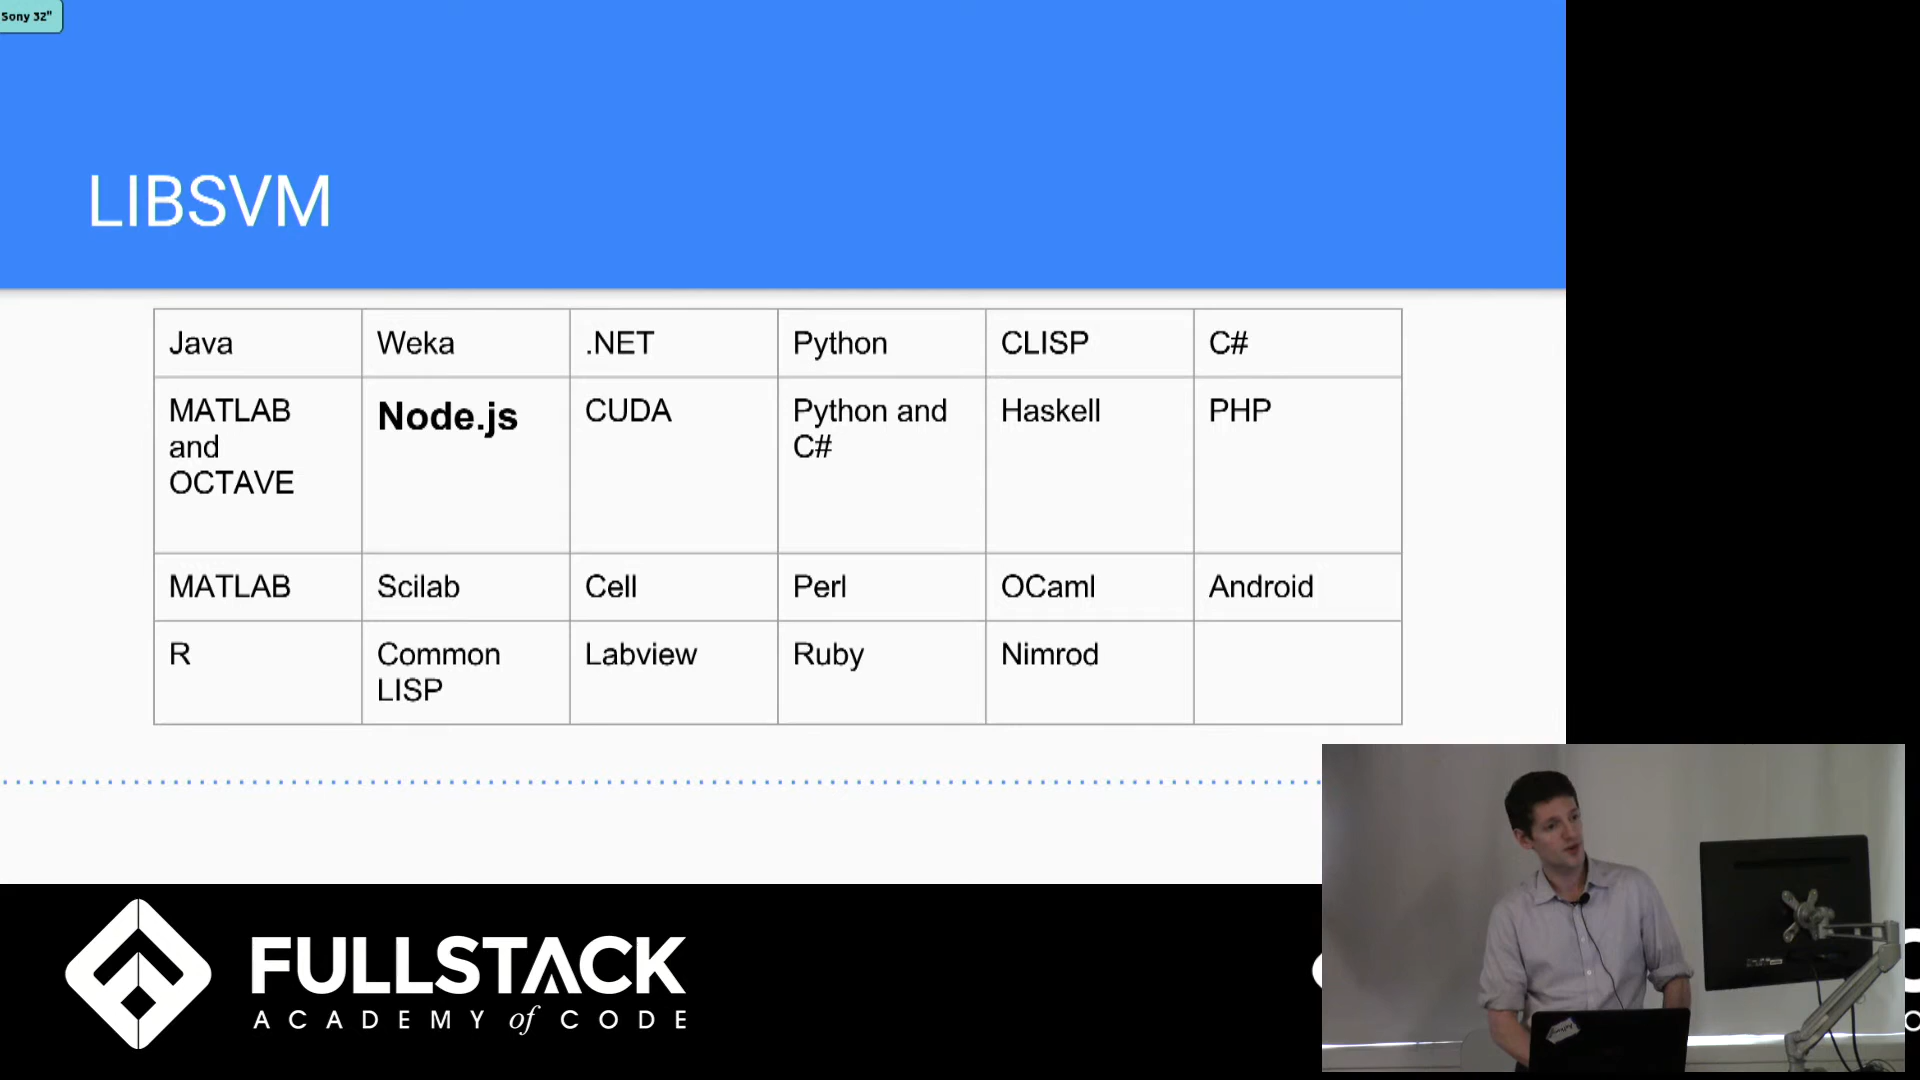 Sony 32"
LIBSVM
Java Weka .NET Python CLISP C#
MATLAB and OCTAVE Node.js CUDA Python and C# Haskell PHP
MATLAB Scilab Cell Perl OCaml Android
R Common LISP Labview Ruby Nimrod
FULLSTACK
ACADEMY of CODE